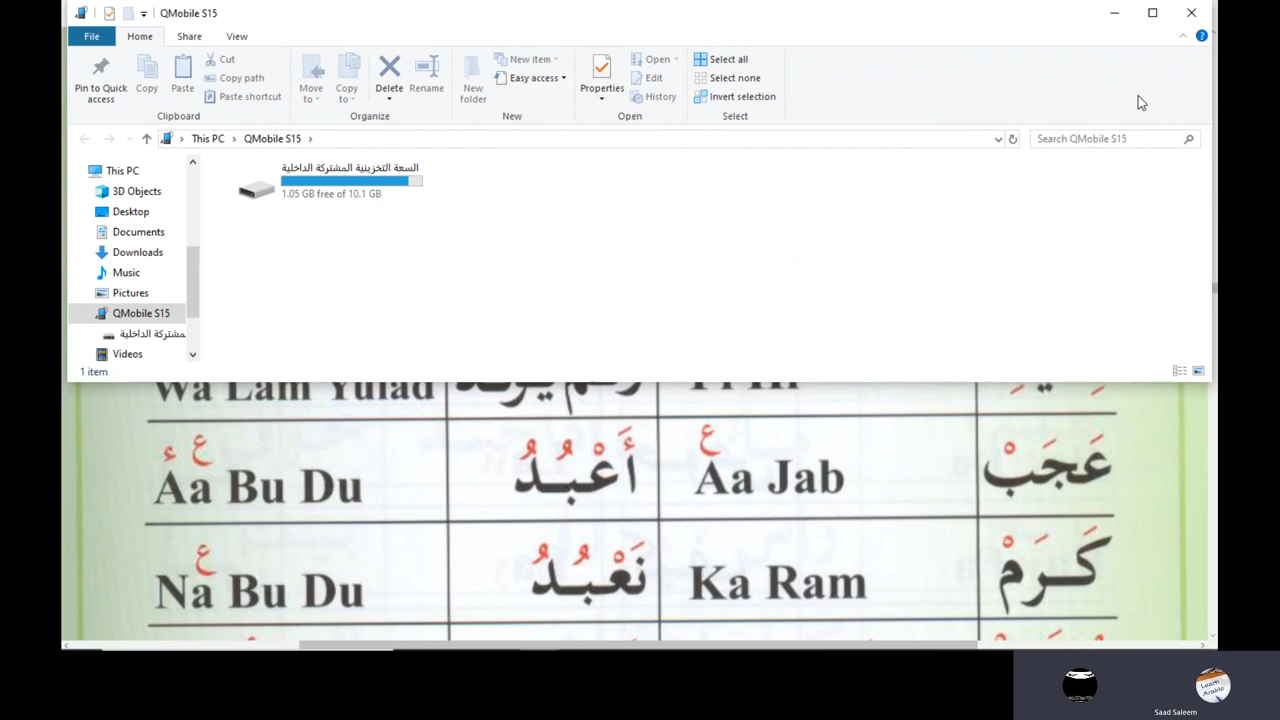 QMobile S15
File Home Share View
Pin to Quick access
Copy
Paste
Cut
Copy path
Paste shortcut
Clipboard
Move to
Copy to
Delete
Rename
Organize
New folder
New item
Easy access
New
Properties
Open
Edit
History
Open
Select all
Select none
Invert selection
Select
This PC > QMobile S15 >
Search QMobile S15
This PC
3D Objects
Desktop
Documents
Downloads
Music
Pictures
QMobile S15
مشتركة الداخلية
Videos
السعة التخزينية المشتركة الداخلية
1.05 GB free of 10.1 GB
1 item
Wa Lam Yulad
Aa Bu Du أَعْبُدُ Aa Jab عَجَبْ
Na Bu Du نَعْبُدُ Ka Ram كَرَمْ
Learn Arabic
Saad Saleem